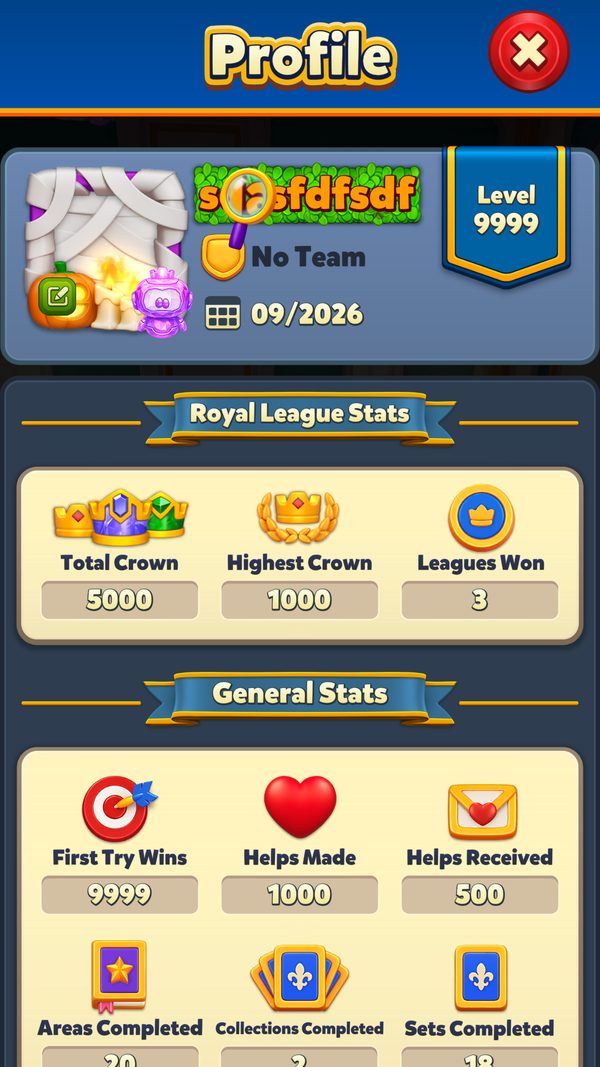 Profile
Level
9999
No Team
09/2026
Royal League Stats
Total Crown
Highest Crown
Leagues Won
5000
1000
3
General Stats
First Try Wins
Helps Made
Helps Received
9999
1000
500
Areas Completed
Collections Completed
Sets Completed
20
2
18